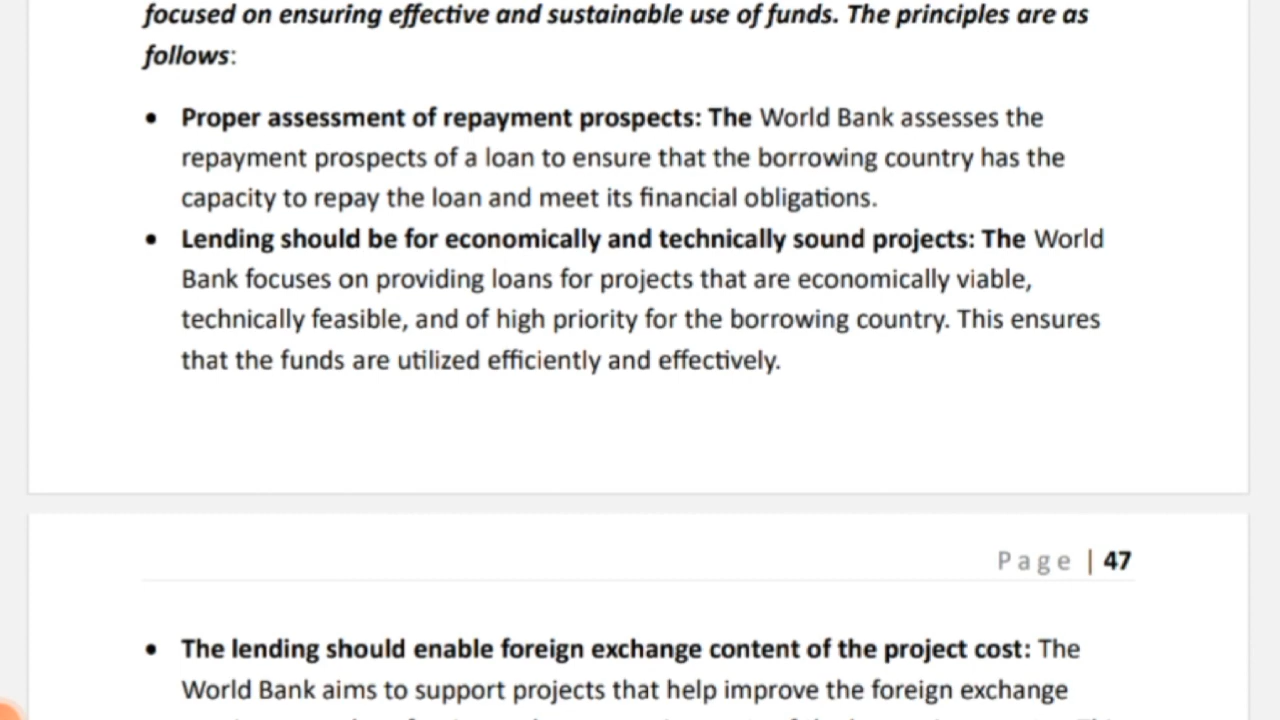 focused on ensuring effective and sustainable use of funds. The principles are as
follows:
• Proper assessment of repayment prospects: The World Bank assesses the
repayment prospects of a loan to ensure that the borrowing country has the
capacity to repay the loan and meet its financial obligations.
• Lending should be for economically and technically sound projects: The World
Bank focuses on providing loans for projects that are economically viable,
technically feasible, and of high priority for the borrowing country. This ensures
that the funds are utilized efficiently and effectively.
Page | 47
• The lending should enable foreign exchange content of the project cost: The
World Bank aims to support projects that help improve the foreign exchange